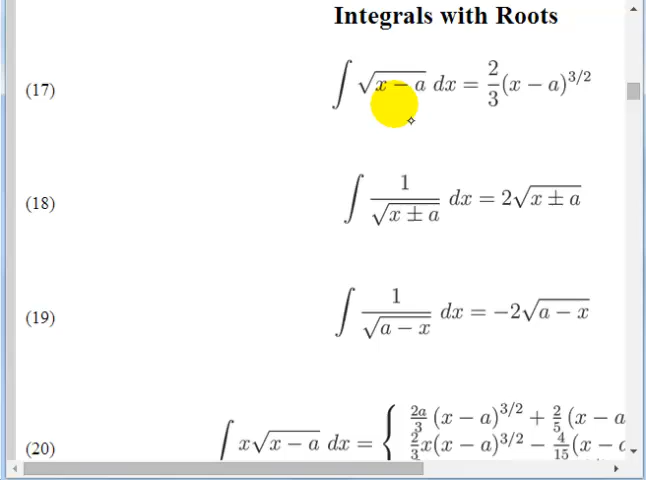 Integrals with Roots
(17) ∫ √(x − a) dx = 2/3 (x − a)^{3/2}
(18) ∫ 1/√(x ± a) dx = 2√(x ± a)
(19) ∫ 1/√(a − x) dx = −2√(a − x)
(20) ∫ x√(x − a) dx = { 2a/3 (x − a)^{3/2} + 2/5 (x − a
2/3 x(x − a)^{3/2} − 4/15 (x −